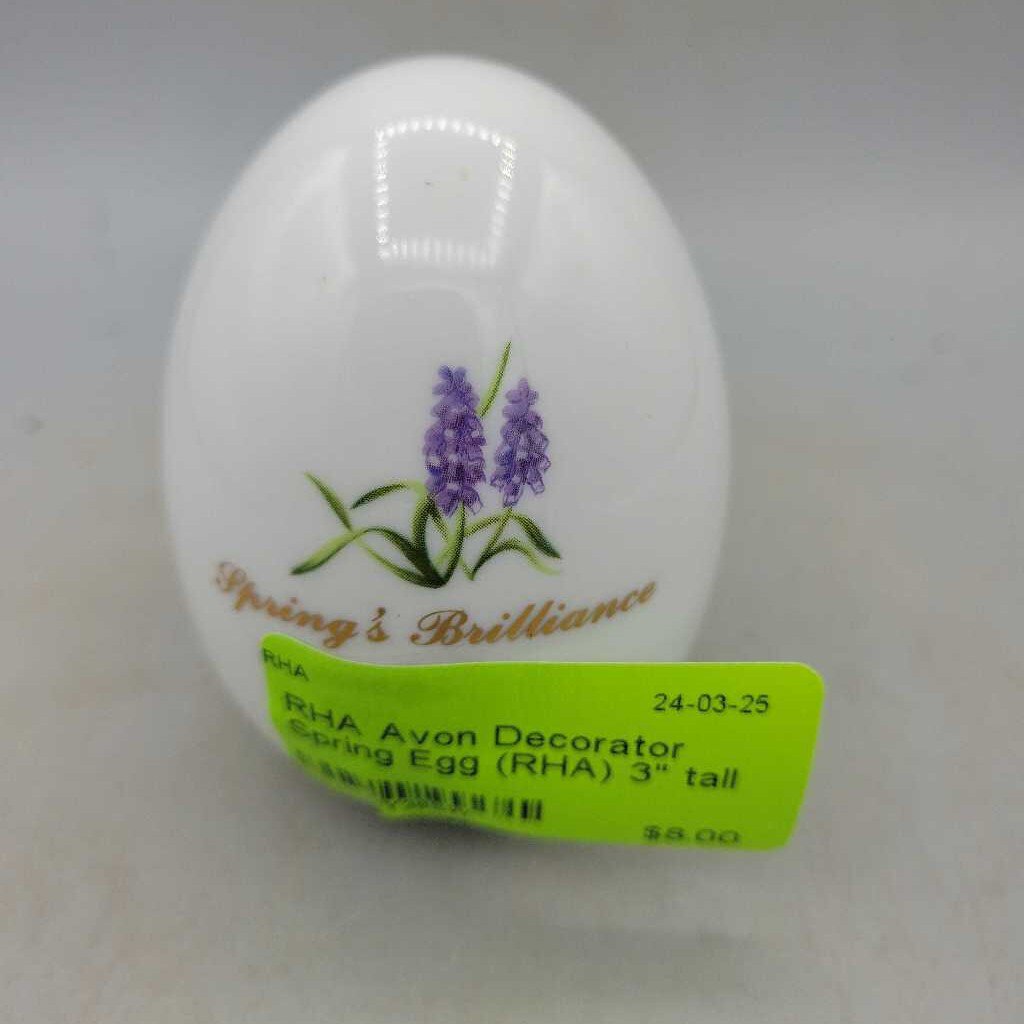 Spring's Brilliance
RHA
24-03-25
RHA Avon Decorator
Spring Egg (RHA) 3" tall
$8.00